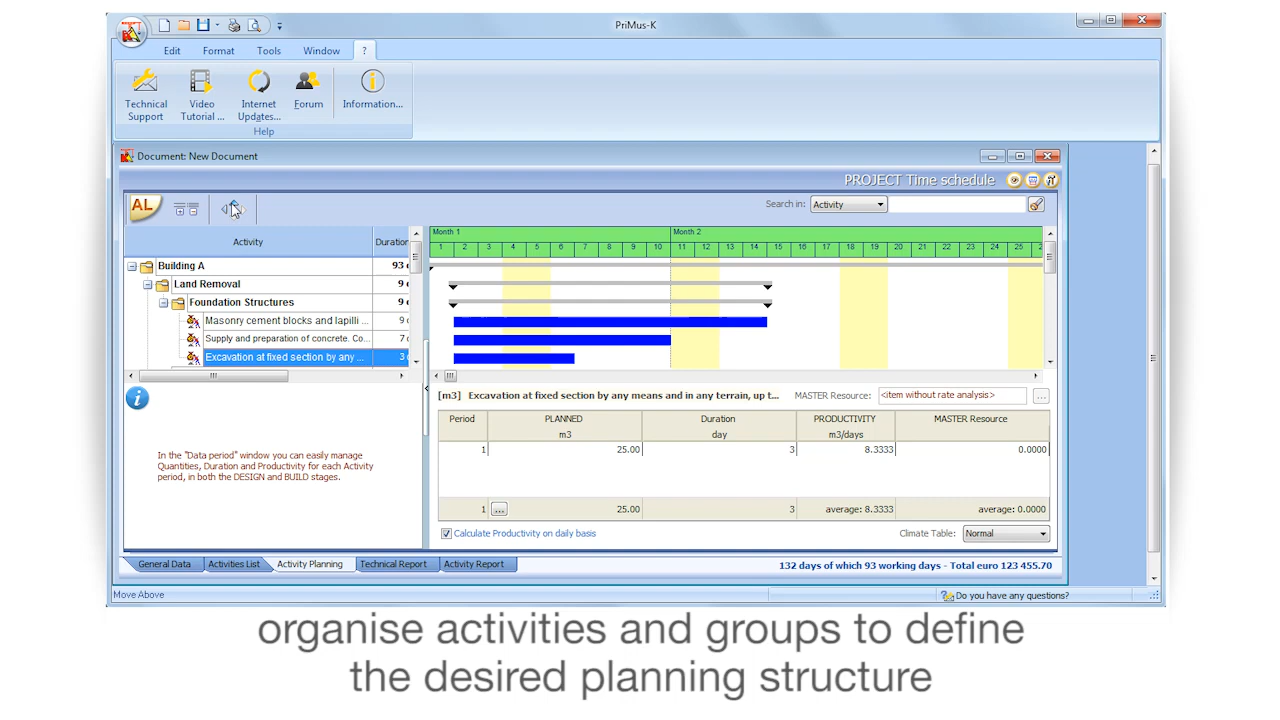 PriMus-K
Edit Format Tools Window ?
Technical Support
Video Tutorial ...
Internet Updates...
Forum
Information...
Help
Document: New Document
PROJECT Time schedule
AL
Search in: Activity
Activity Duration
Month 1 Month 2
1 2 3 4 5 6 7 8 9 10 11 12 13 14 15 16 17 18 19 20 21 22 23 24 25
Building A 93
Land Removal 9
Foundation Structures 9
Masonry cement blocks and lapilli ... 9
Supply and preparation of concrete. Co... 7
Excavation at fixed section by any ... 3
[m3] Excavation at fixed section by any means and in any terrain, up t... MASTER Resource: <item without rate analysis> ...
Period PLANNED Duration PRODUCTIVITY MASTER Resource
m3 day m3/days
1 25.00 3 8.3333 0.0000
In the "Data period" window you can easily manage
Quantities, Duration and Productivity for each Activity
period, in both the DESIGN and BUILD stages.
1 ... 25.00 3 average: 8.3333 average: 0.0000
Calculate Productivity on daily basis Climate Table: Normal
General Data Activities List Activity Planning Technical Report Activity Report 132 days of which 93 working days - Total euro 123 455.70
Move Above Do you have any questions?
organise activities and groups to define
the desired planning structure